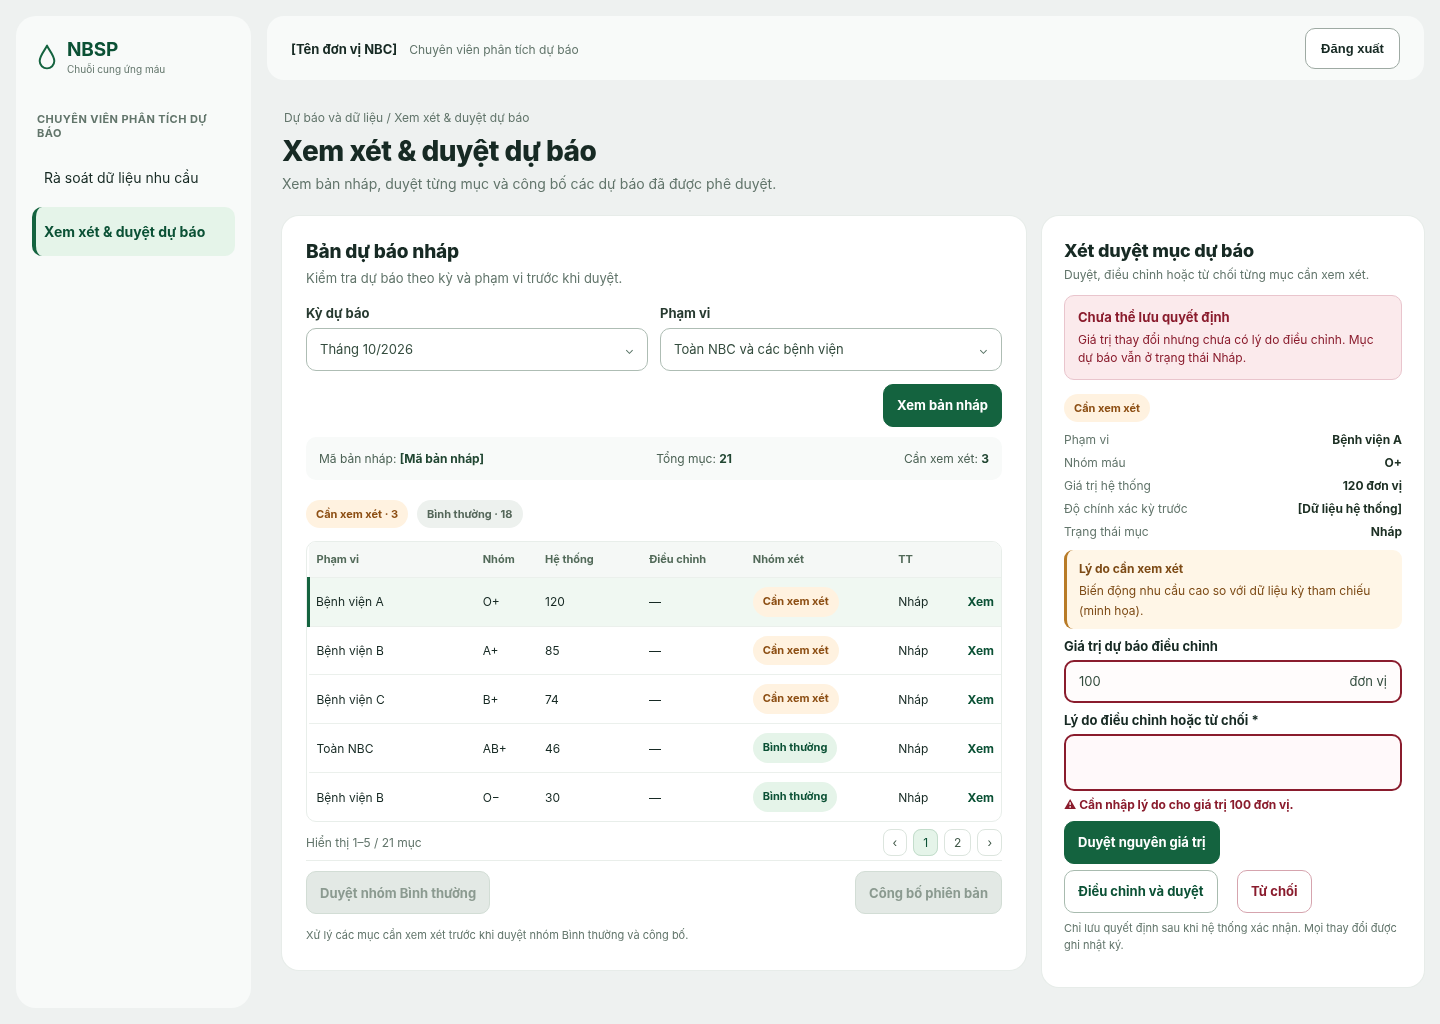 NBSP
Chuỗi cung ứng máu
CHUYÊN VIÊN PHÂN TÍCH DỰ
BÁO
Rà soát dữ liệu nhu cầu
Xem xét & duyệt dự báo
[Tên đơn vị NBC] Chuyên viên phân tích dự báo
Đăng xuất
Dự báo và dữ liệu / Xem xét & duyệt dự báo
Xem xét & duyệt dự báo
Xem bản nháp, duyệt từng mục và công bố các dự báo đã được phê duyệt.
Bản dự báo nháp
Kiểm tra dự báo theo kỳ và phạm vi trước khi duyệt.
Kỳ dự báo Phạm vi
Tháng 10/2026 Toàn NBC và các bệnh viện
Xem bản nháp
Mã bản nháp: [Mã bản nháp] Tổng mục: 21 Cần xem xét: 3
Cần xem xét · 3 Bình thường · 18
Phạm vi Nhóm Hệ thống Điều chỉnh Nhóm xét TT
Bệnh viện A O+ 120 — Cần xem xét Nháp Xem
Bệnh viện B A+ 85 — Cần xem xét Nháp Xem
Bệnh viện C B+ 74 — Cần xem xét Nháp Xem
Toàn NBC AB+ 46 — Bình thường Nháp Xem
Bệnh viện B O− 30 — Bình thường Nháp Xem
Hiển thị 1–5 / 21 mục ‹ 1 2 ›
Duyệt nhóm Bình thường Công bố phiên bản
Xử lý các mục cần xem xét trước khi duyệt nhóm Bình thường và công bố.
Xét duyệt mục dự báo
Duyệt, điều chỉnh hoặc từ chối từng mục cần xem xét.
Chưa thể lưu quyết định
Giá trị thay đổi nhưng chưa có lý do điều chỉnh. Mục
dự báo vẫn ở trạng thái Nháp.
Cần xem xét
Phạm vi Bệnh viện A
Nhóm máu O+
Giá trị hệ thống 120 đơn vị
Độ chính xác kỳ trước [Dữ liệu hệ thống]
Trạng thái mục Nháp
Lý do cần xem xét
Biến động nhu cầu cao so với dữ liệu kỳ tham chiếu
(minh họa).
Giá trị dự báo điều chỉnh
100 đơn vị
Lý do điều chỉnh hoặc từ chối *
⚠ Cần nhập lý do cho giá trị 100 đơn vị.
Duyệt nguyên giá trị
Điều chỉnh và duyệt Từ chối
Chỉ lưu quyết định sau khi hệ thống xác nhận. Mọi thay đổi được
ghi nhật ký.